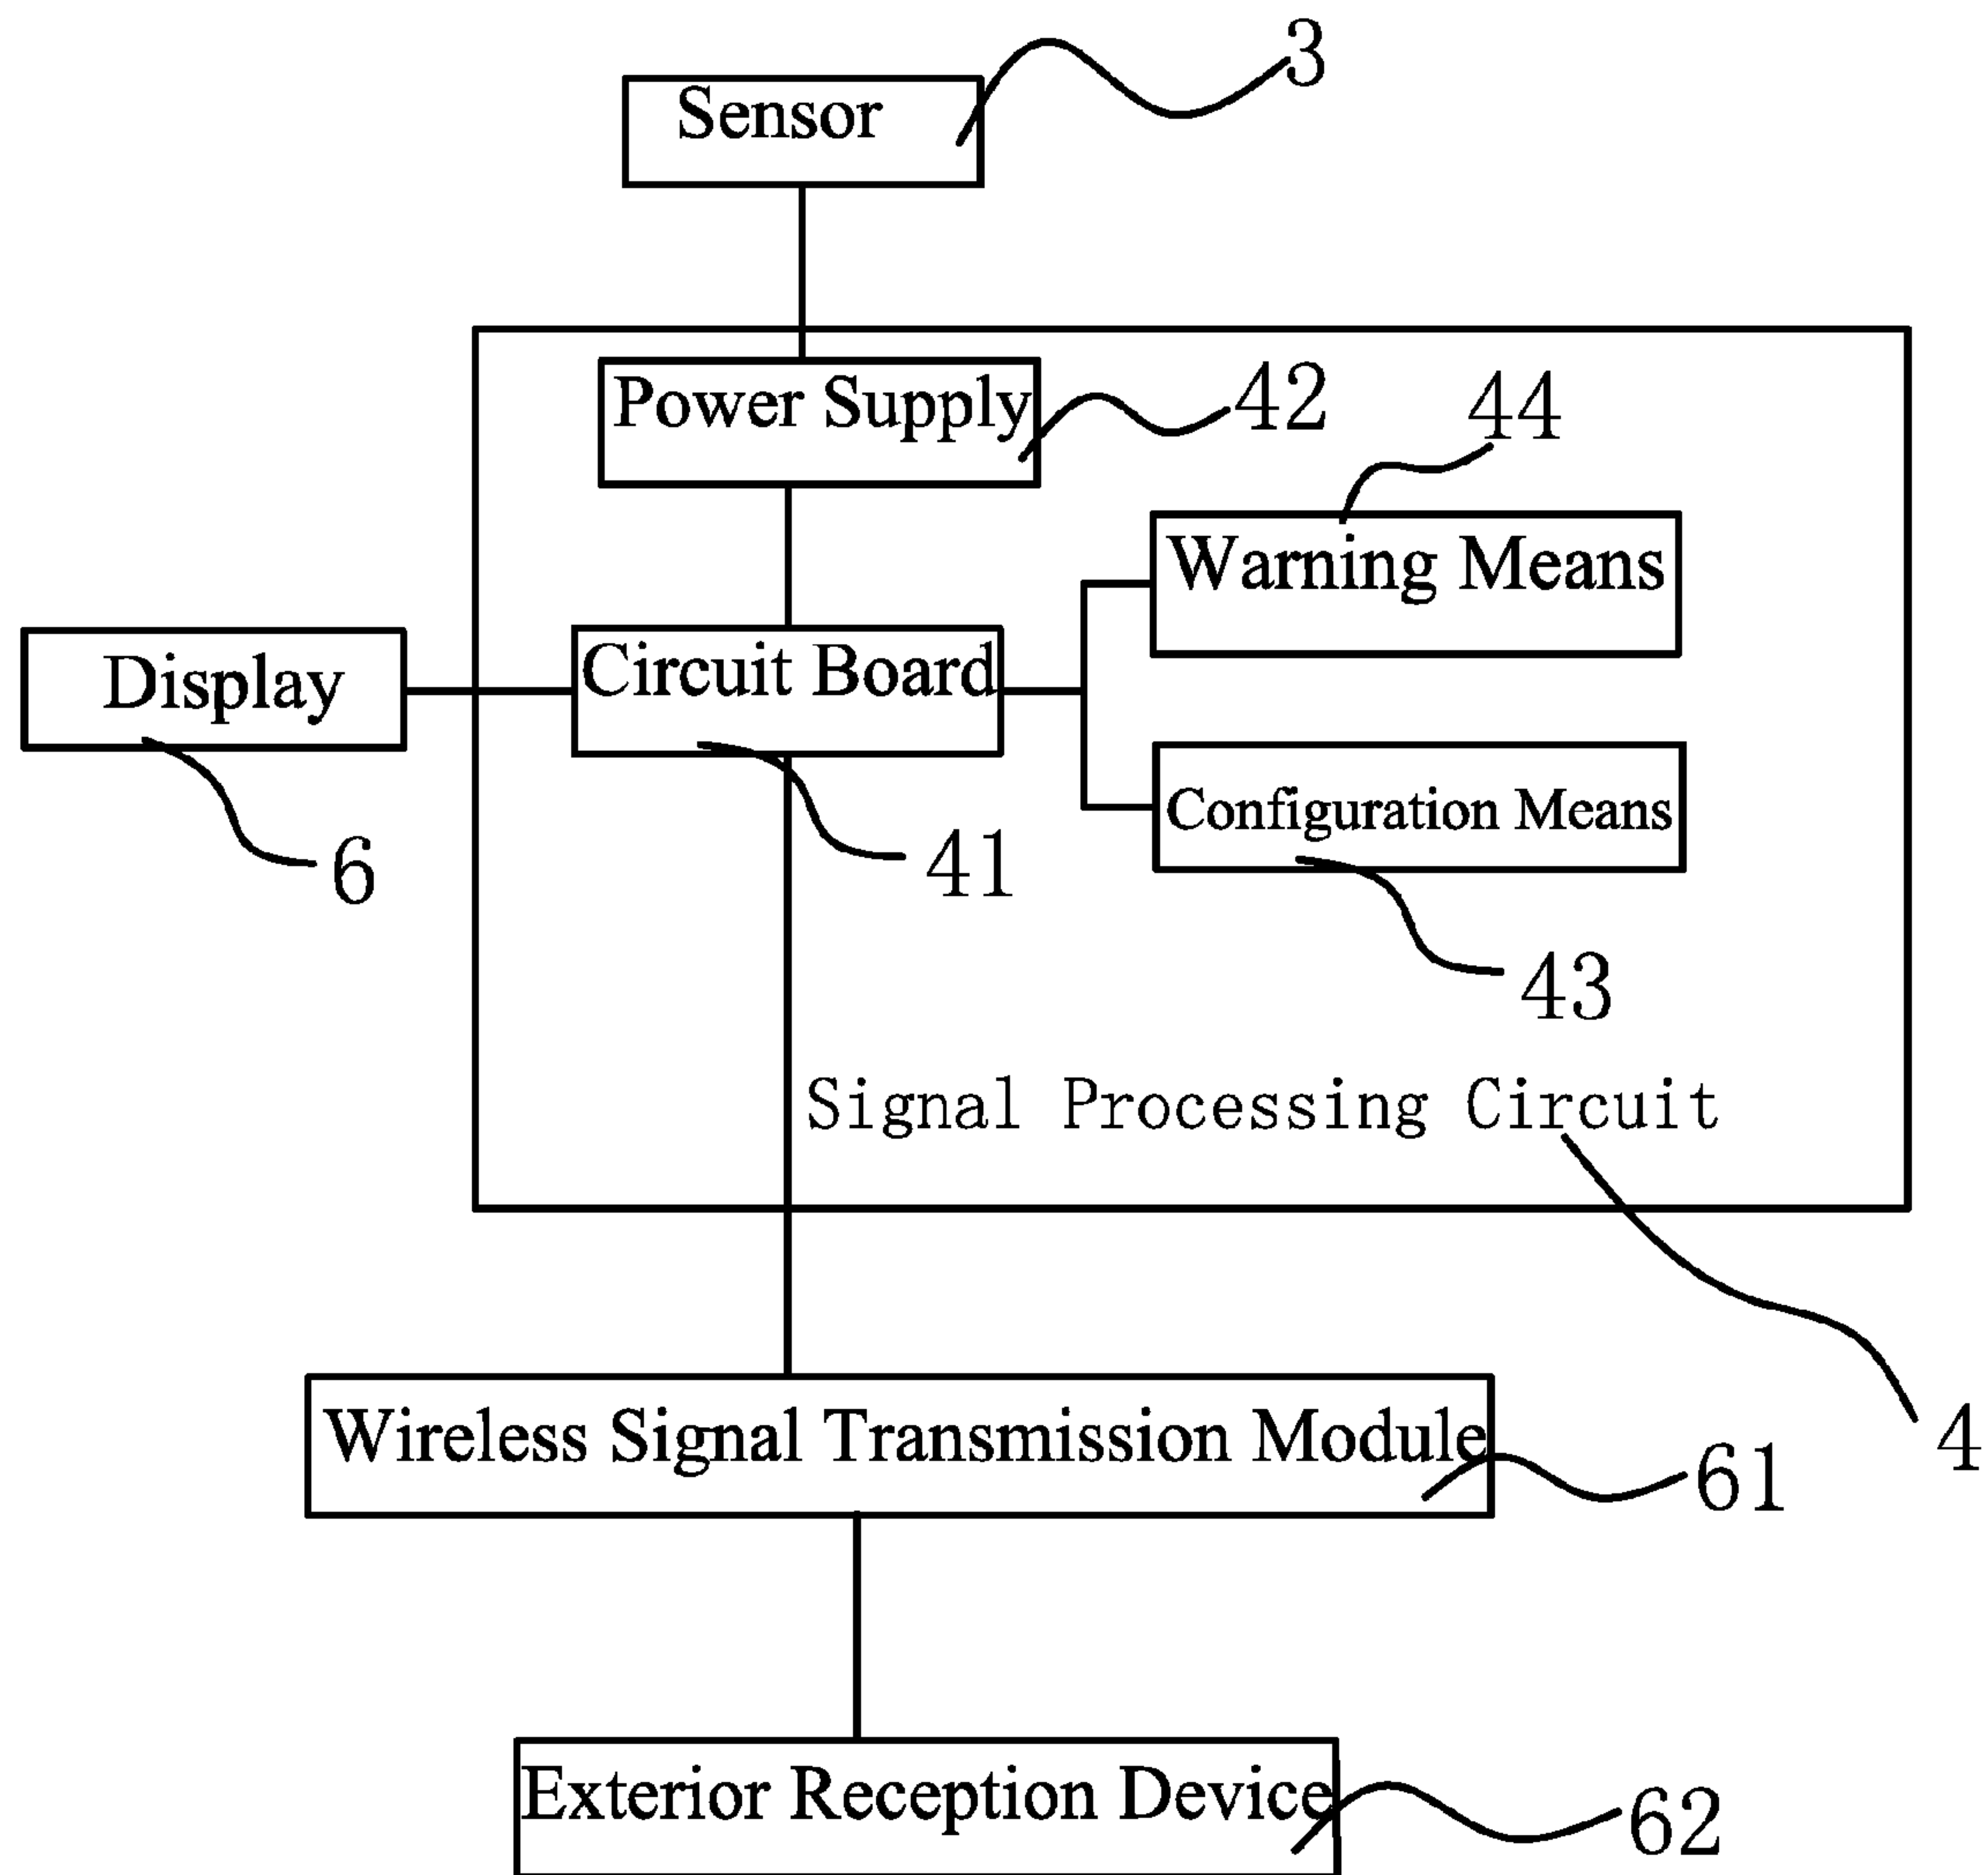 3
Sensor
Power Supply
42
44
Warning Means
Display
Circuit Board
Configuration Means
6
41
43
Signal Processing Circuit
4
Wireless Signal Transmission Module
61
Exterior Reception Device
62